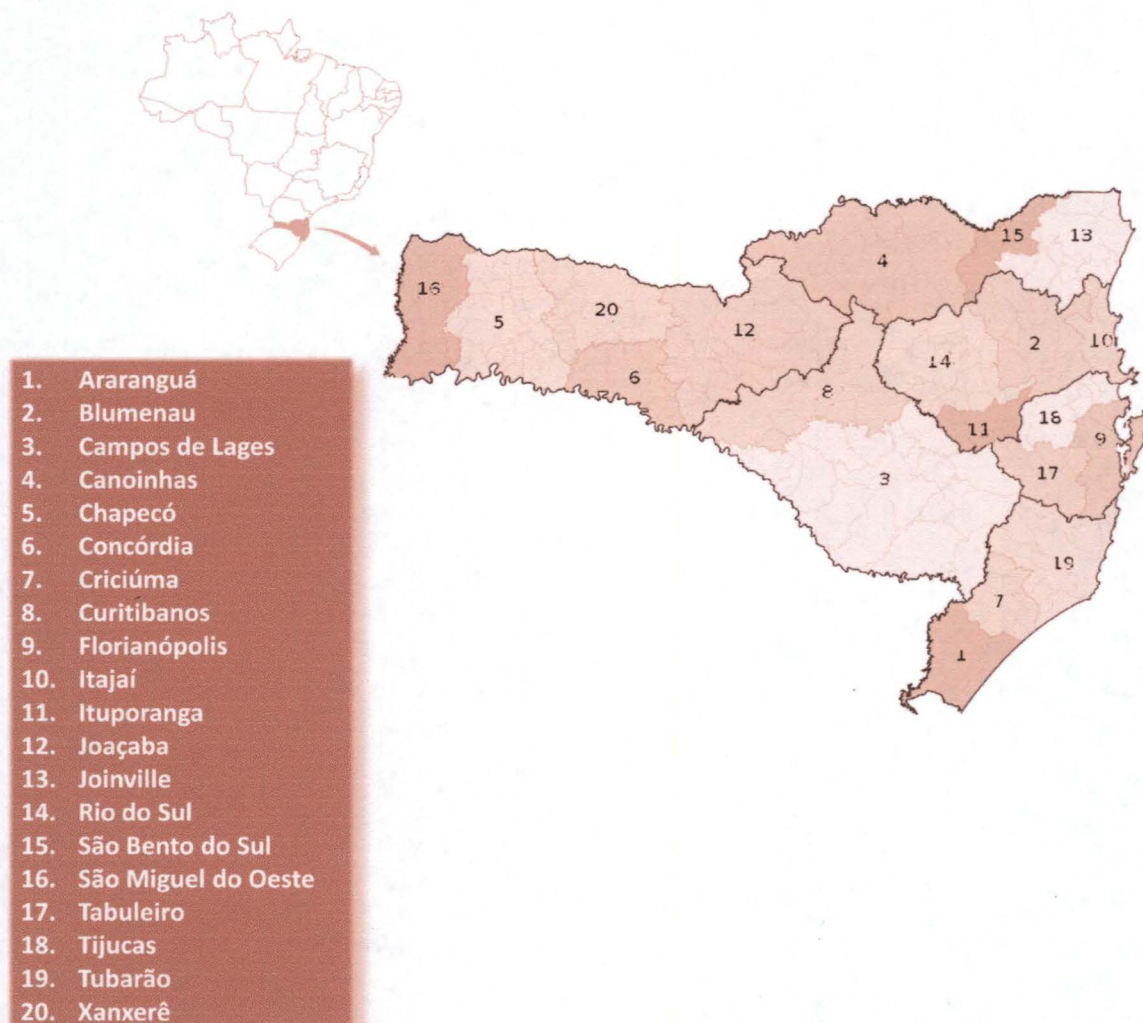 15
13
4
16
20
5
12
2
10
14
6
8
18
11
9
17
3
19
7
1
1. Araranguá
2. Blumenau
3. Campos de Lages
4. Canoinhas
5. Chapecó
6. Concórdia
7. Criciúma
8. Curitibanos
9. Florianópolis
10. Itajaí
11. Ituporanga
12. Joaçaba
13. Joinville
14. Rio do Sul
15. São Bento do Sul
16. São Miguel do Oeste
17. Tabuleiro
18. Tijucas
19. Tubarão
20. Xanxerê